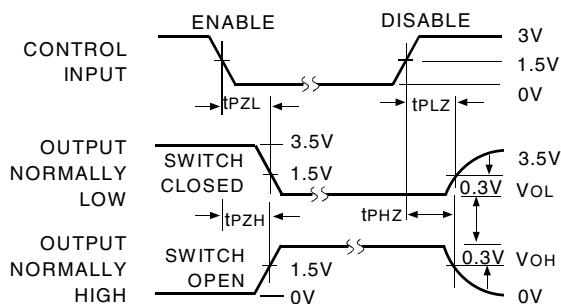 ENABLE DISABLE
CONTROL INPUT
3V
1.5V
0V
tPZL tPLZ
OUTPUT NORMALLY LOW
SWITCH CLOSED
3.5V
1.5V
3.5V
0.3V VOL
tPZH tPHZ
OUTPUT NORMALLY HIGH
SWITCH OPEN
1.5V
0V
0.3V VOH
0V